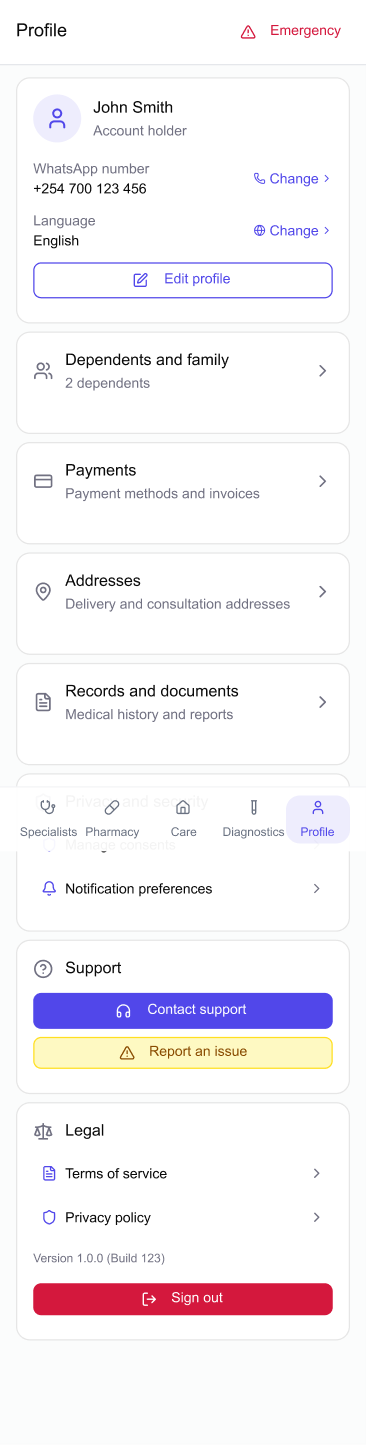 Profile
Emergency
John Smith
Account holder
WhatsApp number
+254 700 123 456
Change
Language
English
Change
Edit profile
Dependents and family
2 dependents
Payments
Payment methods and invoices
Addresses
Delivery and consultation addresses
Records and documents
Medical history and reports
Privacy and security
Specialists Pharmacy Care Diagnostics Profile
Manage consents
Notification preferences
Support
Contact support
Report an issue
Legal
Terms of service
Privacy policy
Version 1.0.0 (Build 123)
Sign out